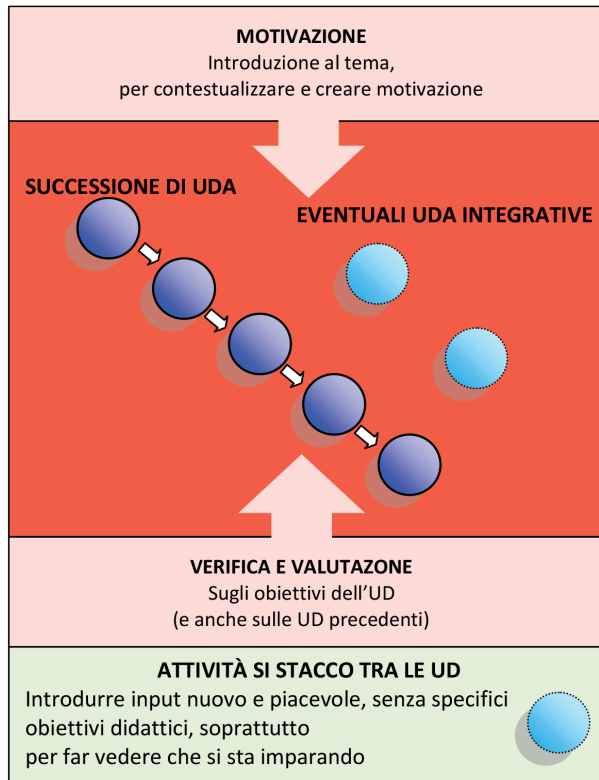 MOTIVAZIONE
Introduzione al tema,
per contestualizzare e creare motivazione
SUCCESSIONE DI UDA
EVENTUALI UDA INTEGRATIVE
VERIFICA E VALUTAZONE
Sugli obiettivi dell'UD
(e anche sulle UD precedenti)
ATTIVITÀ SI STACCO TRA LE UD
Introdurre input nuovo e piacevole, senza specifici
obiettivi didattici, soprattutto
per far vedere che si sta imparando